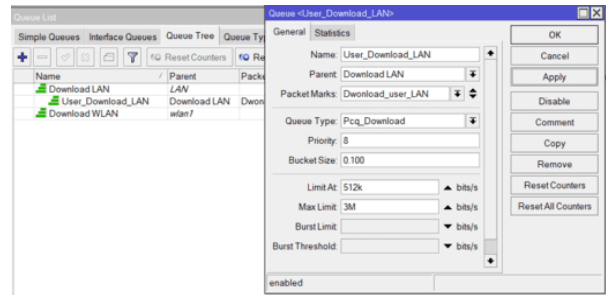 Queue List
Simple Queues Interface Queues Queue Tree Queue Ty
Reset Counters Re
Name / Parent Packe
Download LAN LAN
User_Download_LAN Download LAN Dwon
Download WLAN wlan1
Queue <User_Download_LAN>
General Statistics
Name: User_Download_LAN
Parent: Download LAN
Packet Marks: Dwonload_user_LAN
Queue Type: Pcq_Download
Priority: 8
Bucket Size: 0.100
Limit At: 512k bits/s
Max Limit: 3M bits/s
Burst Limit: bits/s
Burst Threshold: bits/s
enabled
OK
Cancel
Apply
Disable
Comment
Copy
Remove
Reset Counters
Reset All Counters